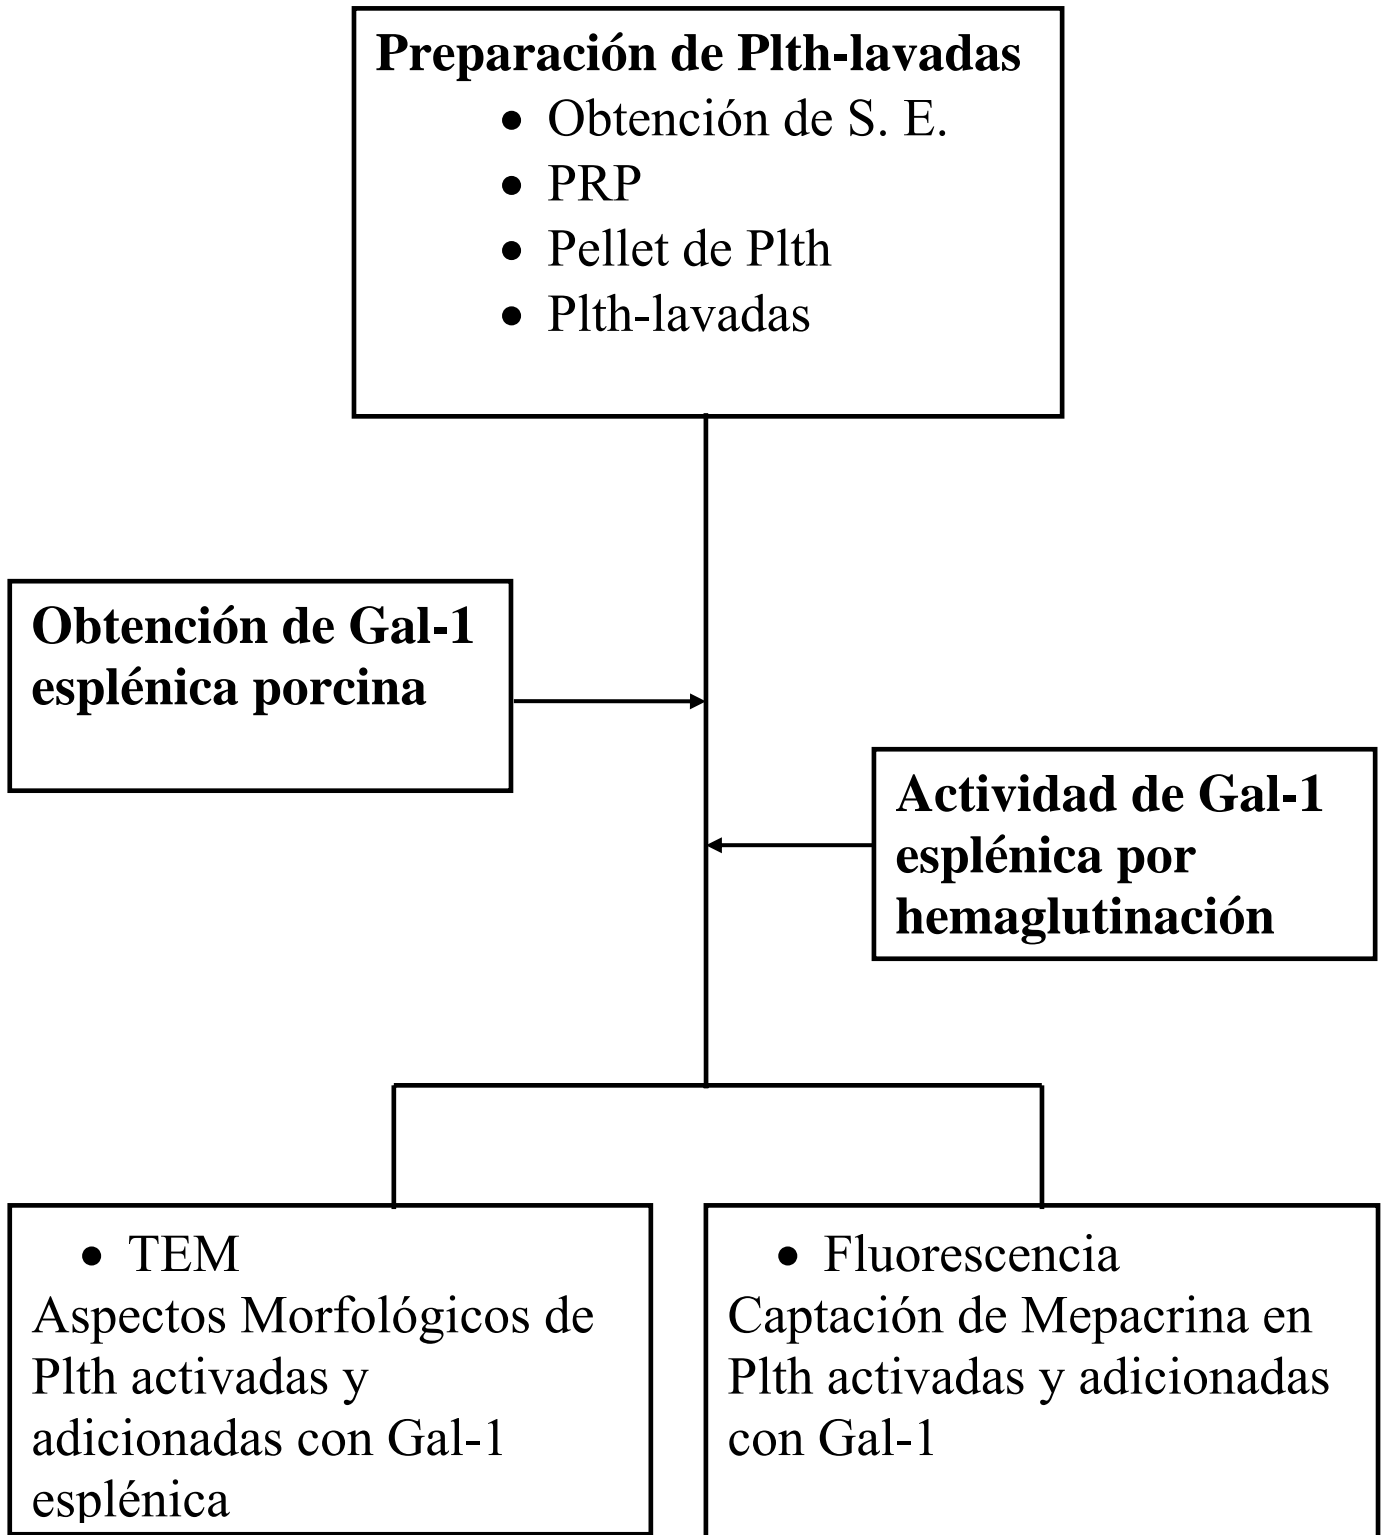 Preparación de Plth-lavadas
• Obtención de S. E.
• PRP
• Pellet de Plth
• Plth-lavadas
Obtención de Gal-1
esplénica porcina
Actividad de Gal-1
esplénica por
hemaglutinación
• TEM
Aspectos Morfológicos de
Plth activadas y
adicionadas con Gal-1
esplénica
• Fluorescencia
Captación de Mepacrina en
Plth activadas y adicionadas
con Gal-1